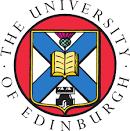 · THE UNIVERSITY ·
OF EDINBURGH